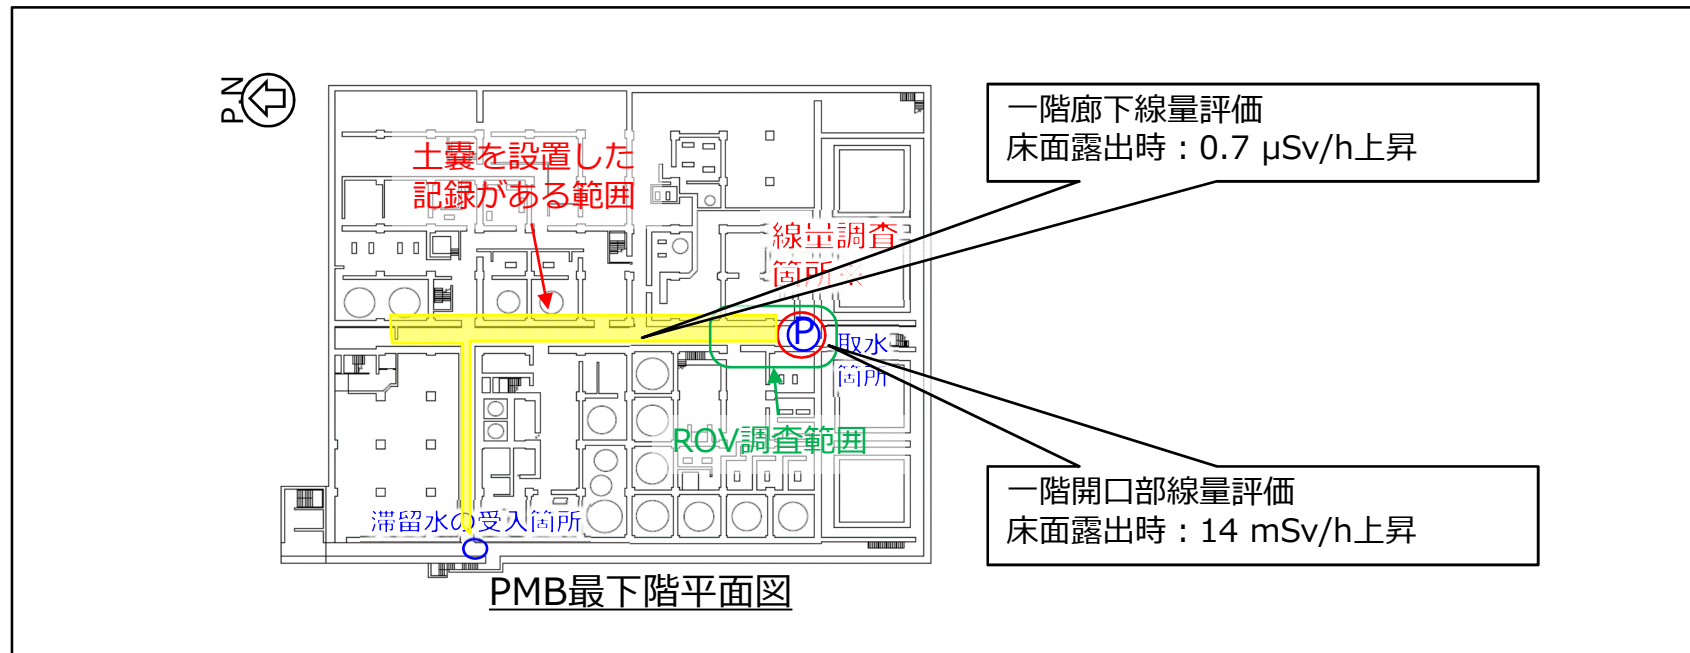 P.N
一階廊下線量評価
床面露出時：0.7 μSv/h上昇
土嚢を設置した
記録がある範囲
線量調査
箇所※
P
取水
箇所
ROV調査範囲
一階開口部線量評価
床面露出時：14 mSv/h上昇
滞留水の受入箇所
PMB最下階平面図